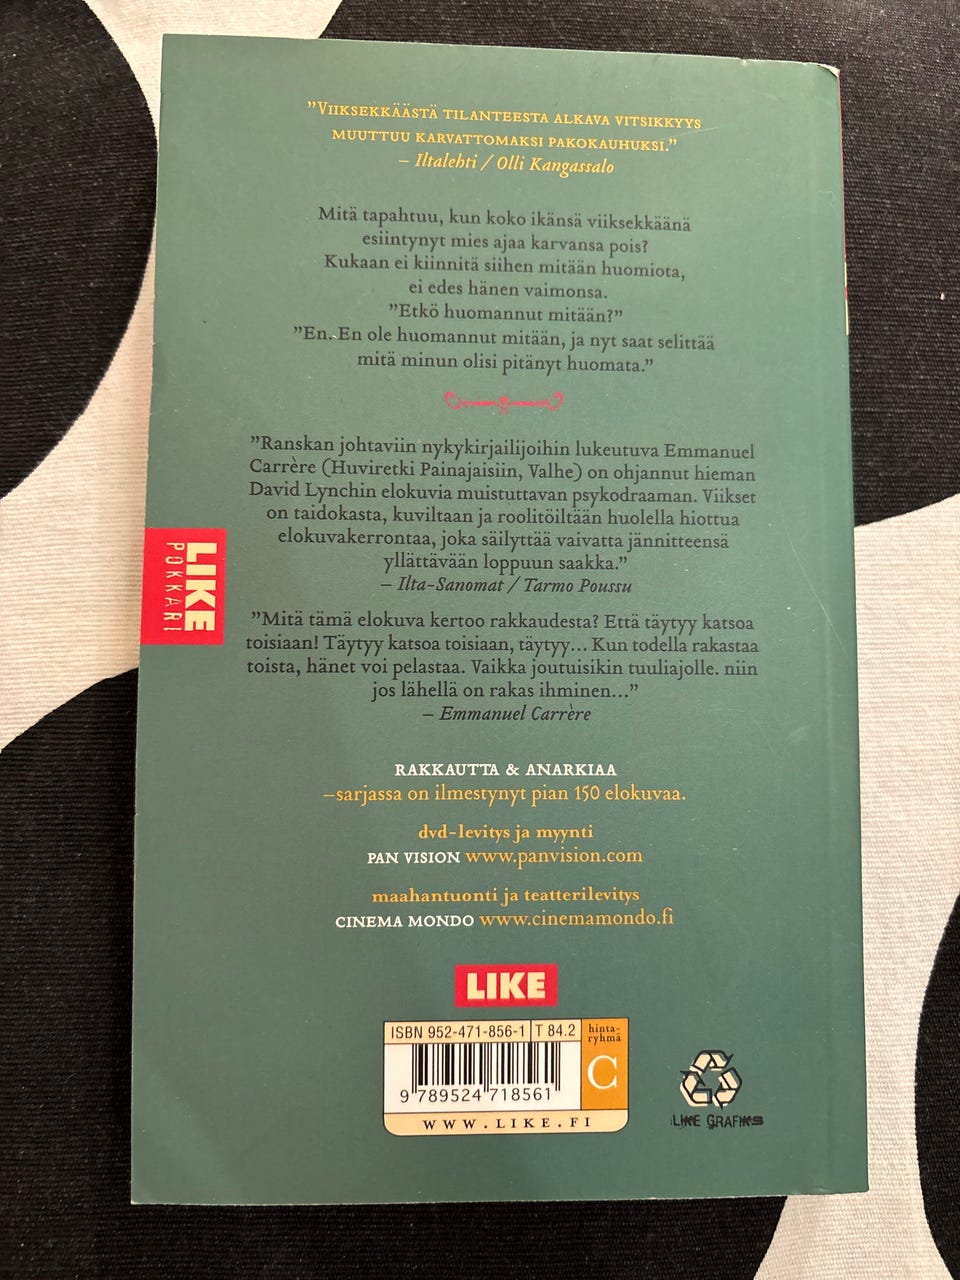 ”Viiksekkäästä tilanteesta alkava vitsikkyys
muuttuu karvattomaksi pakokauhuksi.”
– Iltalehti / Olli Kangassalo
Mitä tapahtuu, kun koko ikänsä viiksekkäänä
esiintynyt mies ajaa karvansa pois?
Kukaan ei kiinnitä siihen mitään huomiota,
ei edes hänen vaimonsa.
”Etkö huomannut mitään?”
”En. En ole huomannut mitään, ja nyt saat selittää
mitä minun olisi pitänyt huomata.”
”Ranskan johtaviin nykykirjailijoihin lukeutuva Emmanuel
Carrère (Huviretki Painajaisiin, Valhe) on ohjannut hieman
David Lynchin elokuvia muistuttavan psykodraaman. Viikset
on taidokasta, kuviltaan ja roolitöiltään huolella hiottua
elokuvakerrontaa, joka säilyttää vaivatta jännitteensä
yllättävään loppuun saakka.”
– Ilta-Sanomat / Tarmo Poussu
”Mitä tämä elokuva kertoo rakkaudesta? Että täytyy katsoa
toisiaan! Täytyy katsoa toisiaan, täytyy... Kun todella rakastaa
toista, hänet voi pelastaa. Vaikka joutuisikin tuuliajolle. niin
jos lähellä on rakas ihminen...”
– Emmanuel Carrère
LIKE
POKKARI
RAKKAUTTA & ANARKIAA
–sarjassa on ilmestynyt pian 150 elokuvaa.
dvd-levitys ja myynti
PAN VISION www.panvision.com
maahantuonti ja teatterilevitys
CINEMA MONDO www.cinemamondo.fi
LIKE
ISBN 952-471-856-1 T 84.2
hinta-
ryhmä
C
9 789524 718561
WWW.LIKE.FI
LIKE GRAFIKS